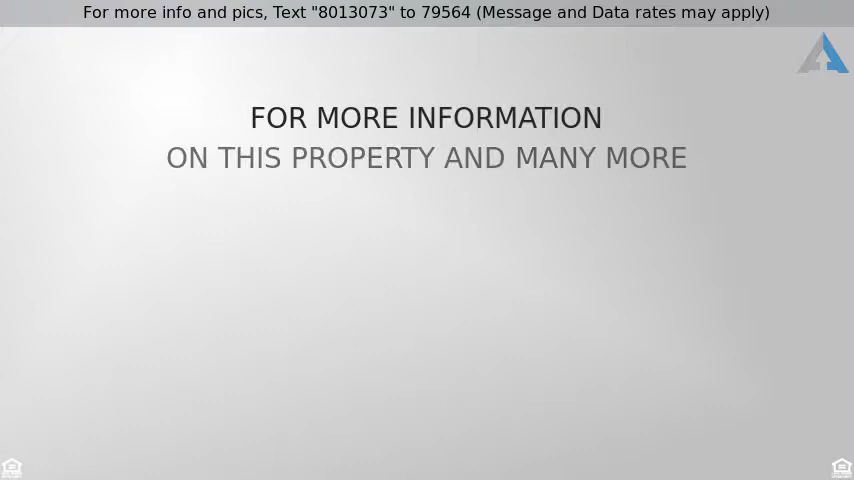 For more info and pics, Text "8013073" to 79564 (Message and Data rates may apply)
FOR MORE INFORMATION
ON THIS PROPERTY AND MANY MORE